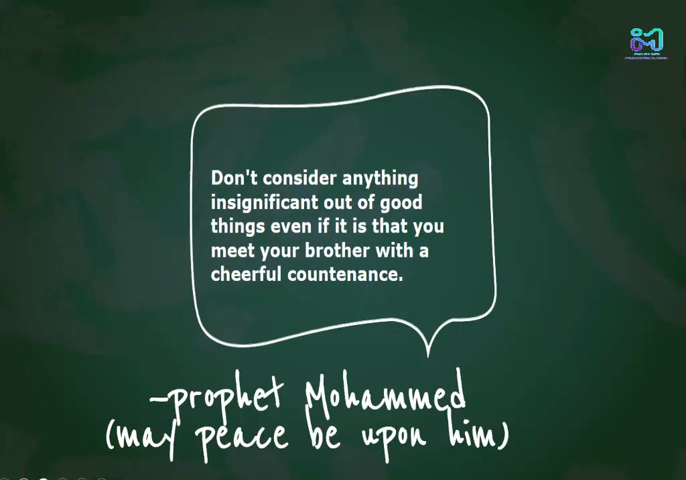 Don't consider anything
insignificant out of good
things even if it is that you
meet your brother with a
cheerful countenance.
–prophet Mohammed
(may peace be upon him)